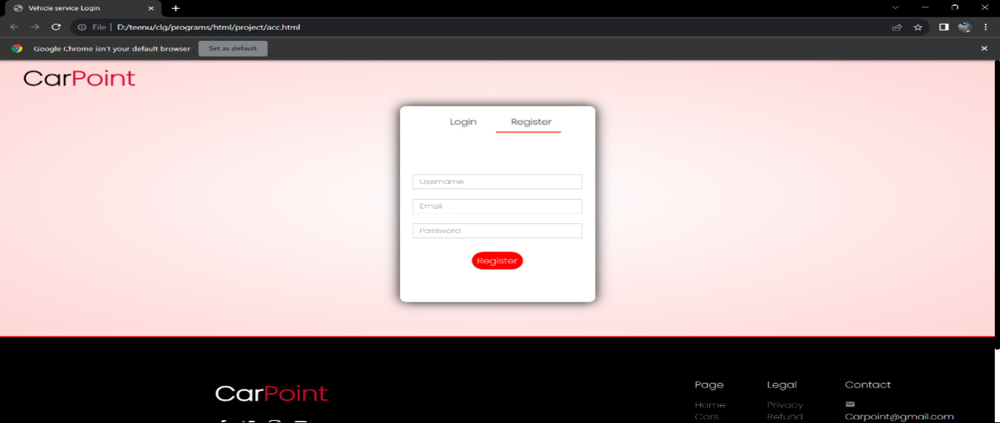 Vehicle service Login
File | D:/teenu/clg/programs/html/project/acc.html
Google Chrome isn't your default browser Set as default
CarPoint
Login Register
Username
Email
Password
Register
CarPoint
Page Legal Contact
Home Privacy
Cars Refund Carpoint@gmail.com